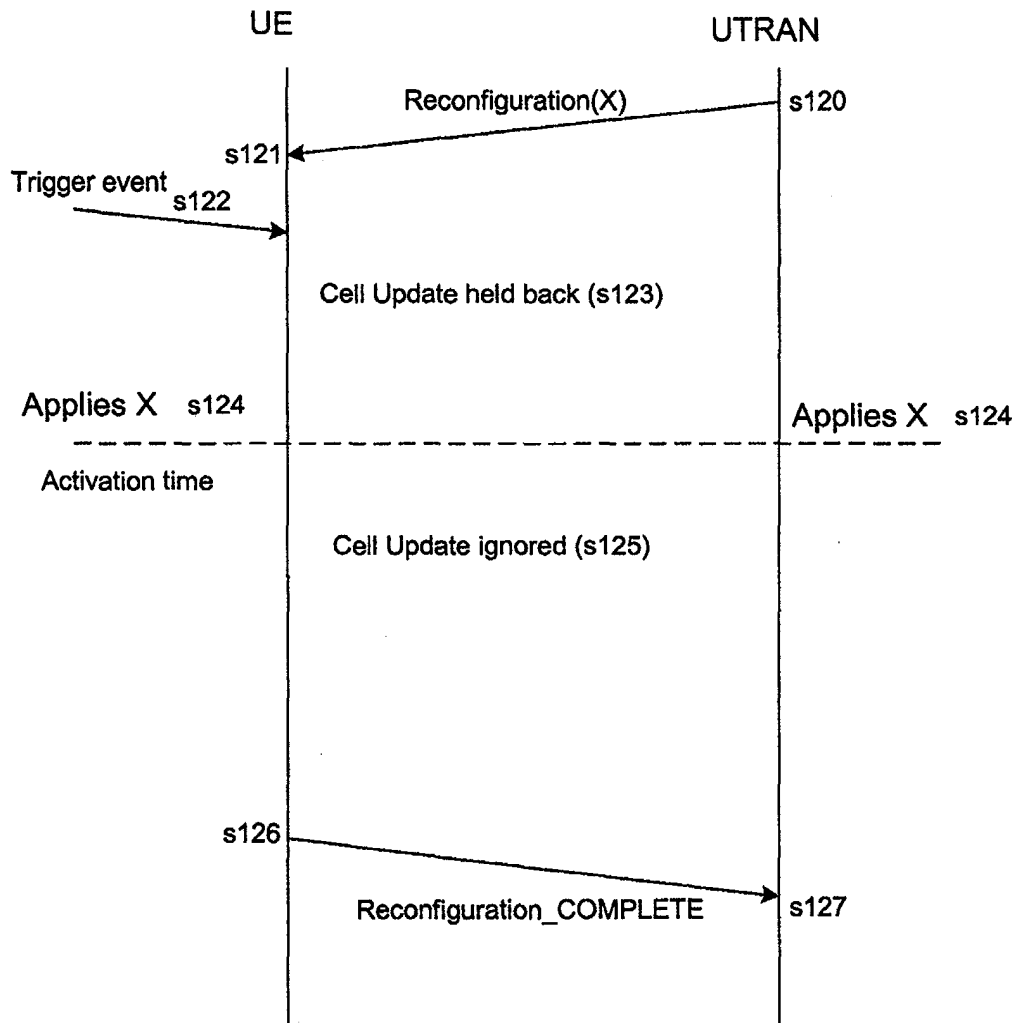 UE UTRAN
Reconfiguration(X) s120
s121
Trigger event s122
Cell Update held back (s123)
Applies X s124 Applies X s124
Activation time
Cell Update ignored (s125)
s126
Reconfiguration_COMPLETE s127